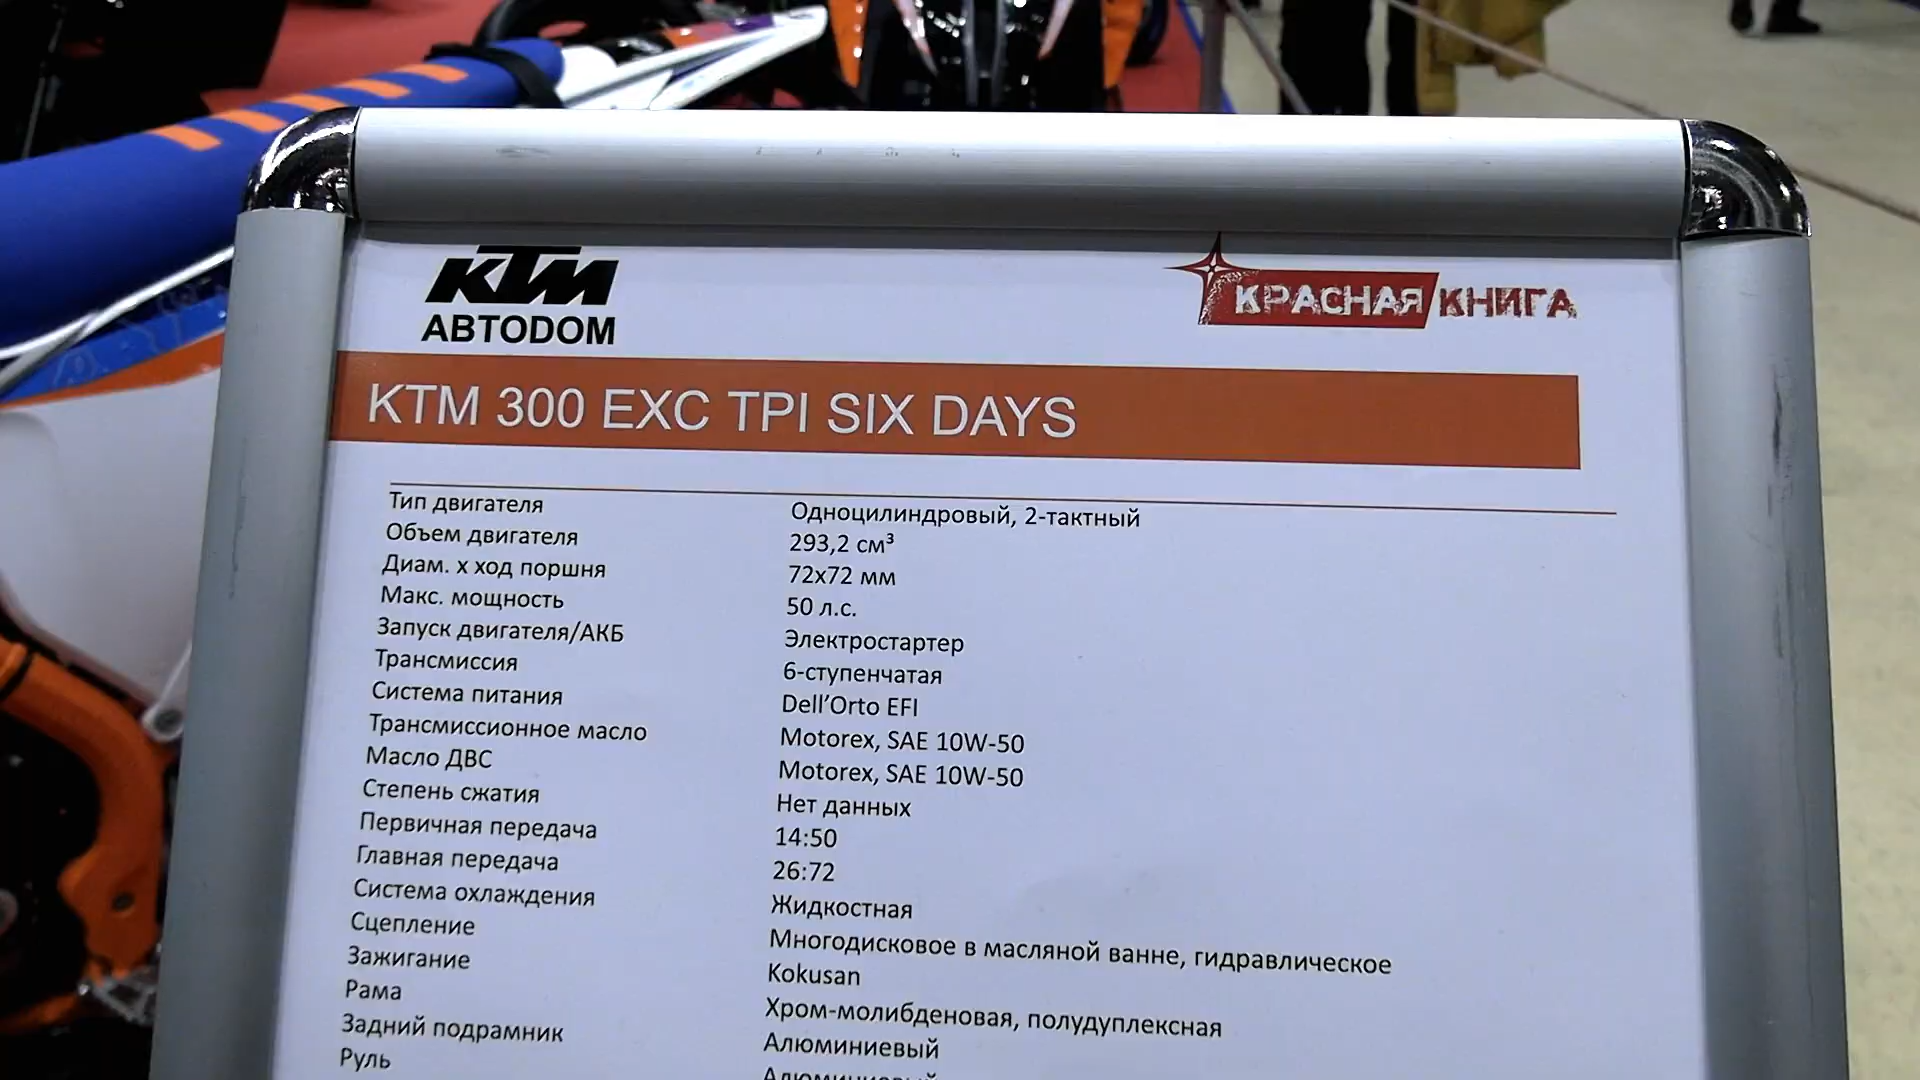 KTM
АВТОDОМ
КРАСНАЯ КНИГА
KTM 300 EXC TPI SIX DAYS
Тип двигателя Одноцилиндровый, 2-тактный
Объем двигателя 293,2 см³
Диам. х ход поршня 72х72 мм
Макс. мощность 50 л.с.
Запуск двигателя/АКБ Электростартер
Трансмиссия 6-ступенчатая
Система питания Dell’Orto EFI
Трансмиссионное масло Motorex, SAE 10W-50
Масло ДВС Motorex, SAE 10W-50
Степень сжатия Нет данных
Первичная передача 14:50
Главная передача 26:72
Система охлаждения Жидкостная
Сцепление Многодисковое в масляной ванне, гидравлическое
Зажигание Kokusan
Рама Хром-молибденовая, полудуплексная
Задний подрамник Алюминиевый
Руль Алюминиевый